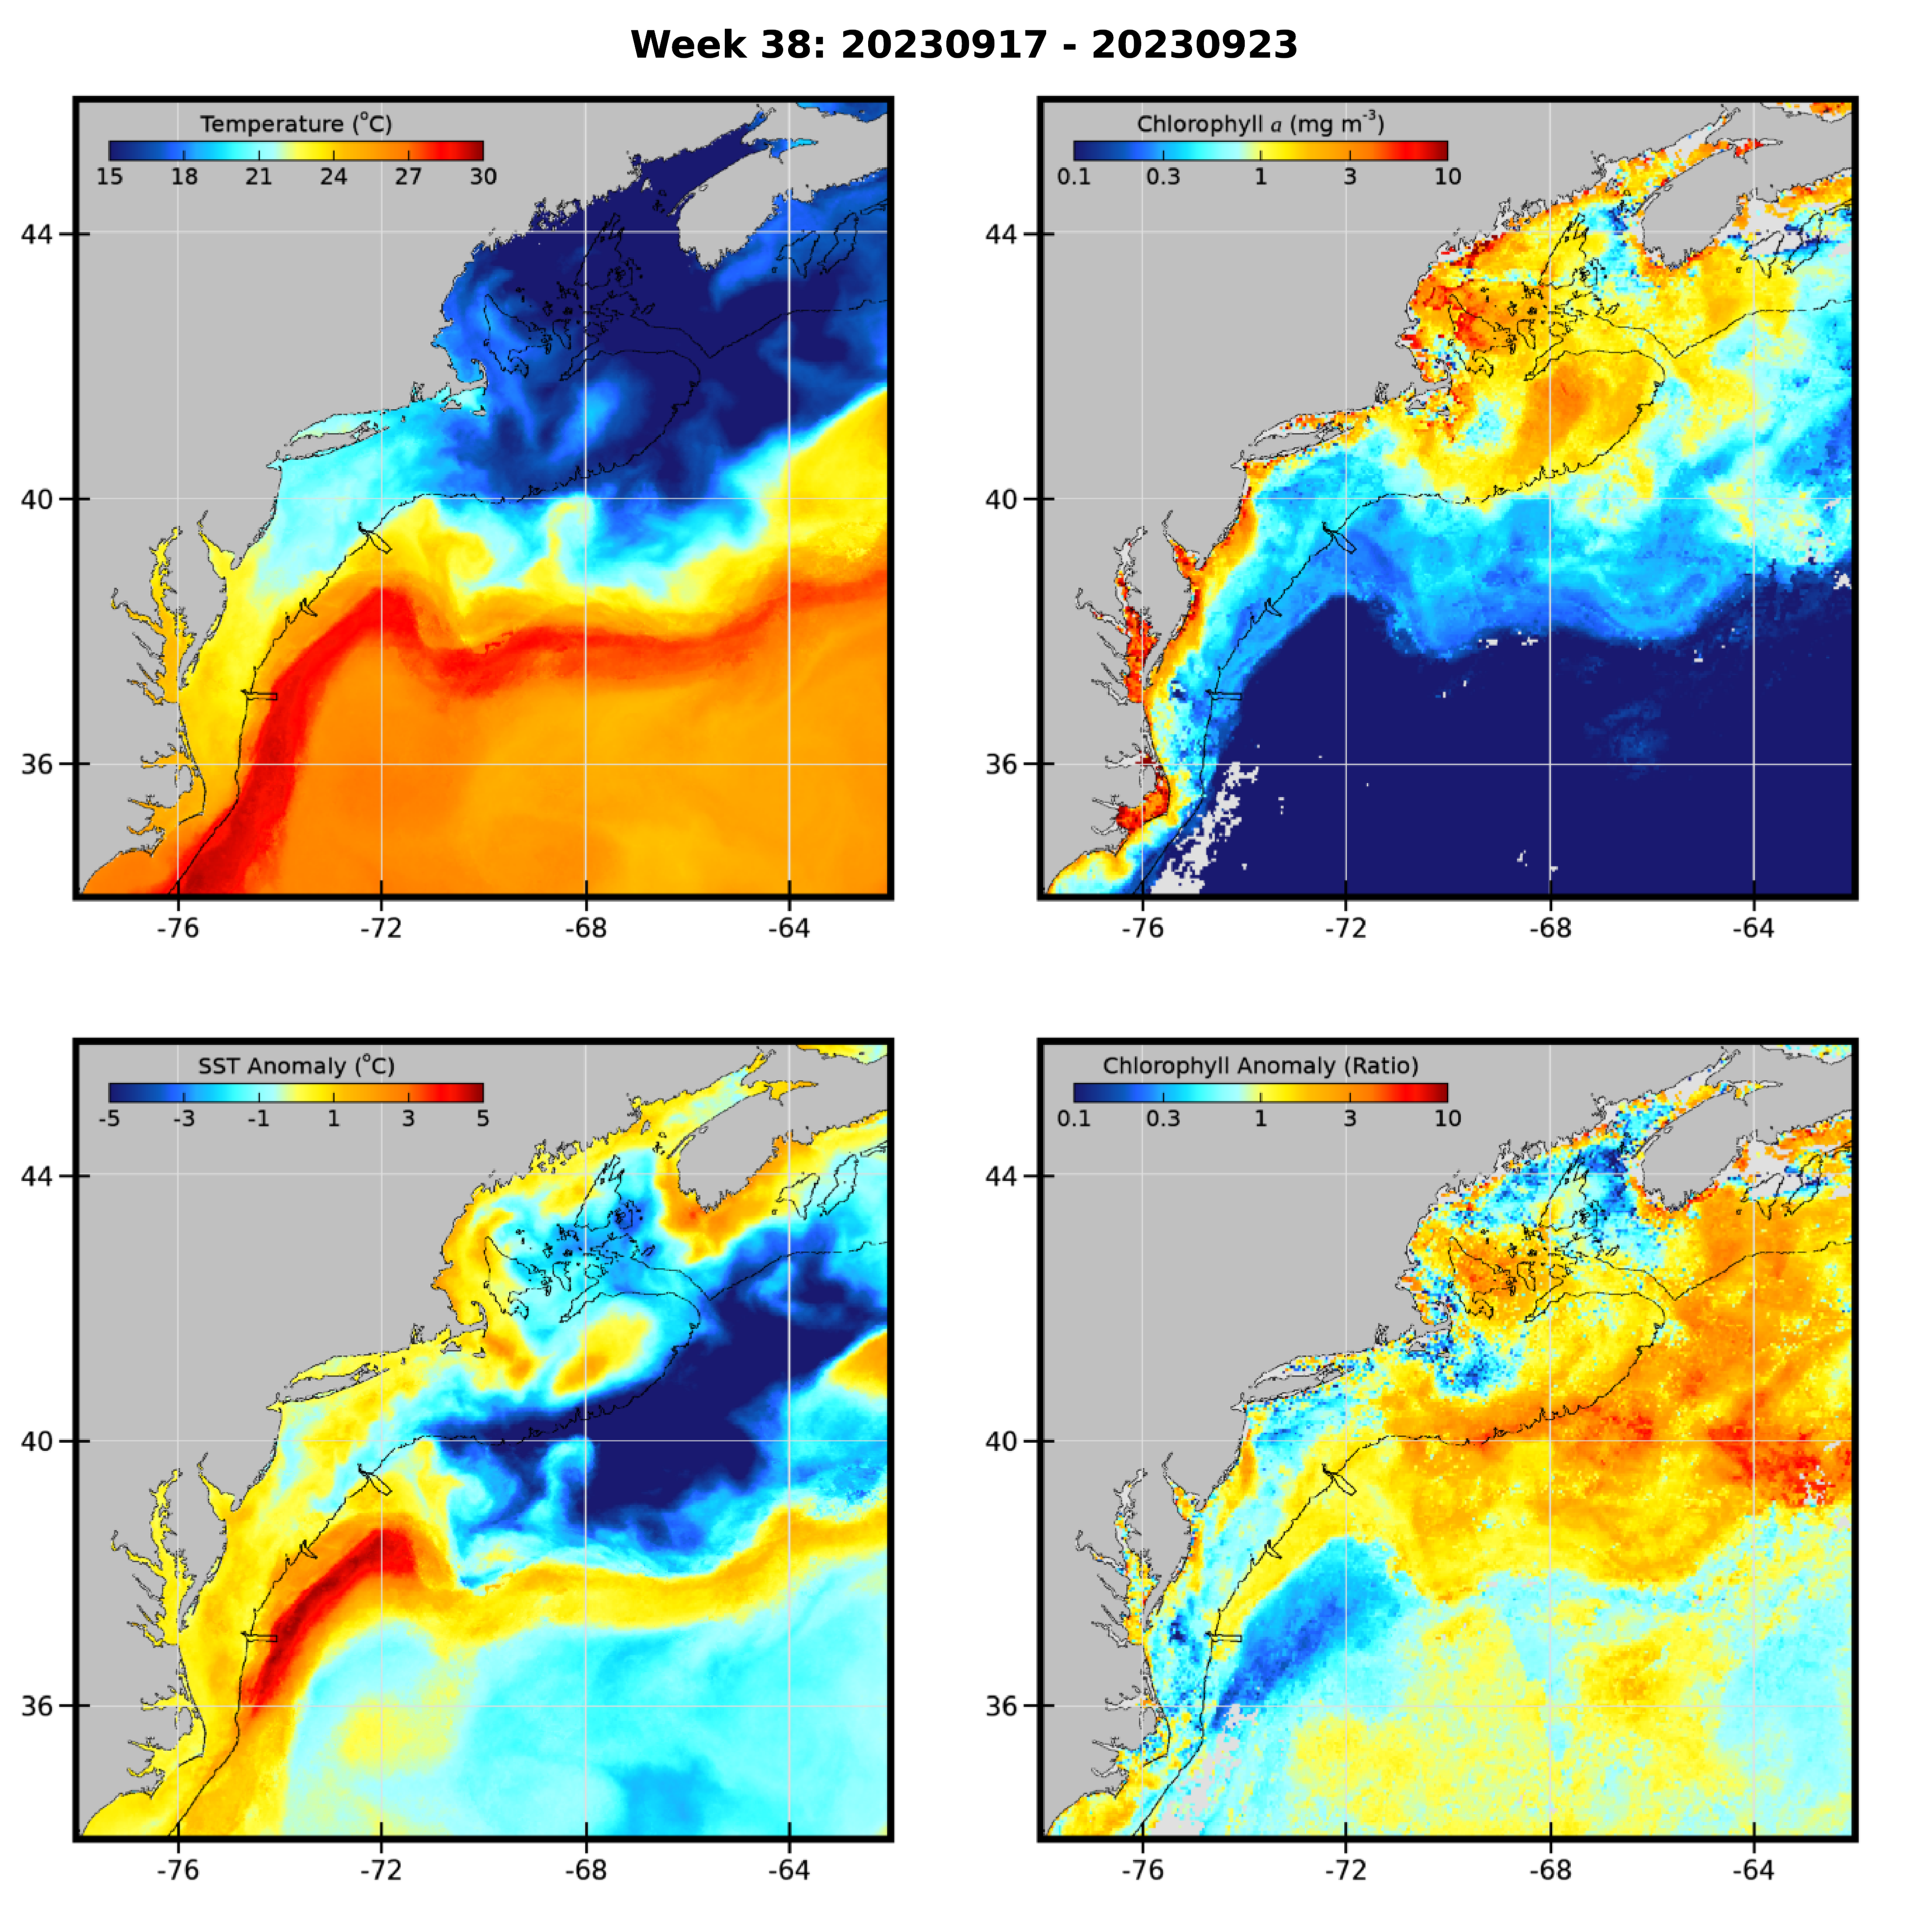 Week 38: 20230917 - 20230923
Temperature (°C)
15 18 21 24 27 30
44
40
36
-76 -72 -68 -64
Chlorophyll a (mg m⁻³)
0.1 0.3 1 3 10
44
40
36
-76 -72 -68 -64
SST Anomaly (°C)
-5 -3 -1 1 3 5
44
40
36
-76 -72 -68 -64
Chlorophyll Anomaly (Ratio)
0.1 0.3 1 3 10
44
40
36
-76 -72 -68 -64